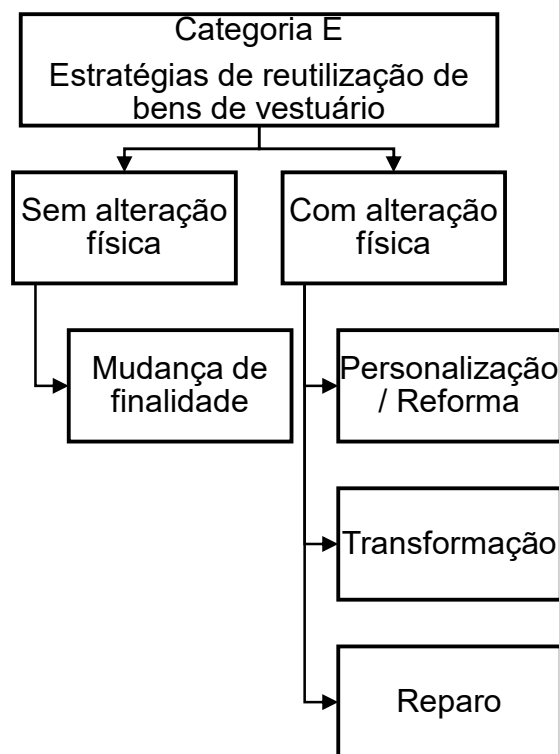 Categoria E
Estratégias de reutilização de
bens de vestuário
Sem alteração
física
Com alteração
física
Mudança de
finalidade
Personalização
/ Reforma
Transformação
Reparo